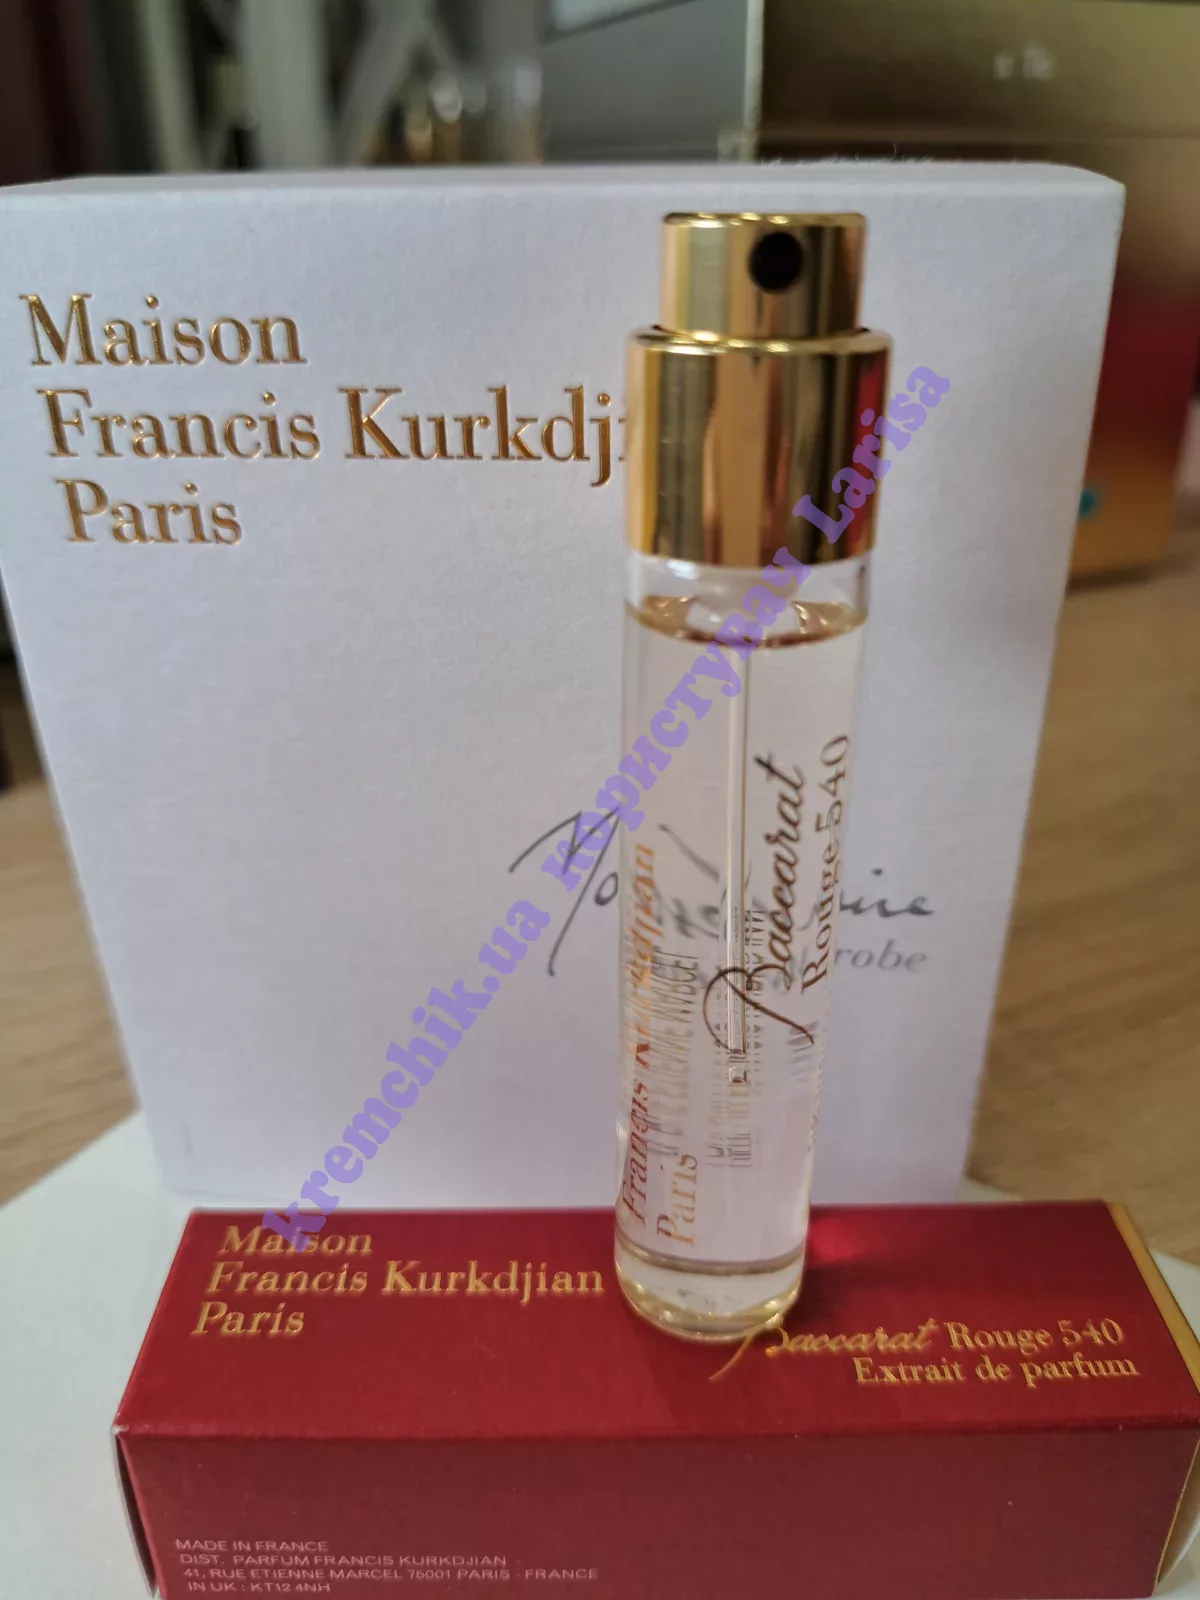 Maison
Francis Kurkdji
Paris
Baccarat
Rouge 540
Francis Kurkdjian
Paris
robe
kremchik.ua користувач Larisa
Maison
Francis Kurkdjian
Paris
Baccarat Rouge 540
Extrait de parfum
MADE IN FRANCE
DIST. PARFUM FRANCIS KURKDJIAN
41, RUE ETIENNE MARCEL 75001 PARIS - FRANCE
IN UK : KT12 4NH